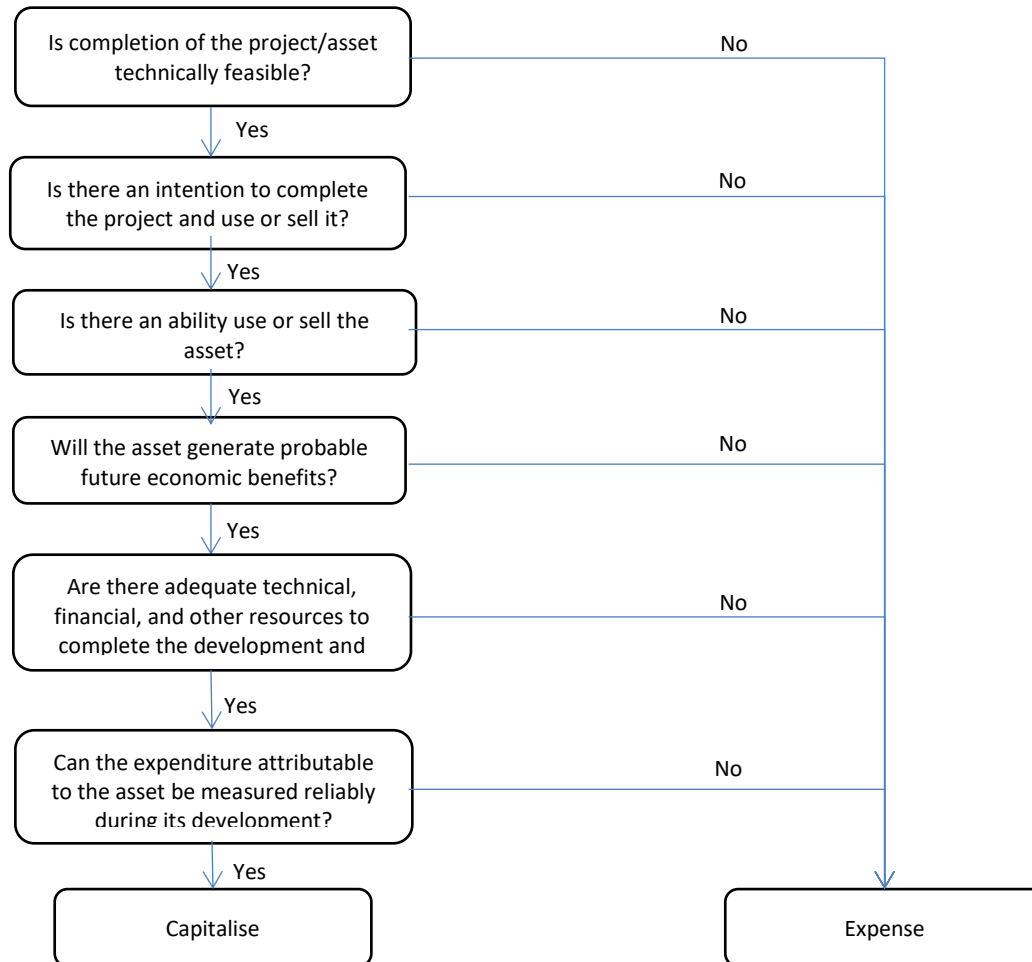 Is completion of the project/asset
technically feasible?
No
Yes
Is there an intention to complete
the project and use or sell it?
No
Yes
Is there an ability use or sell the
asset?
No
Yes
Will the asset generate probable
future economic benefits?
No
Yes
Are there adequate technical,
financial, and other resources to
complete the development and
No
Yes
Can the expenditure attributable
to the asset be measured reliably
during its development?
No
Yes
Capitalise
Expense